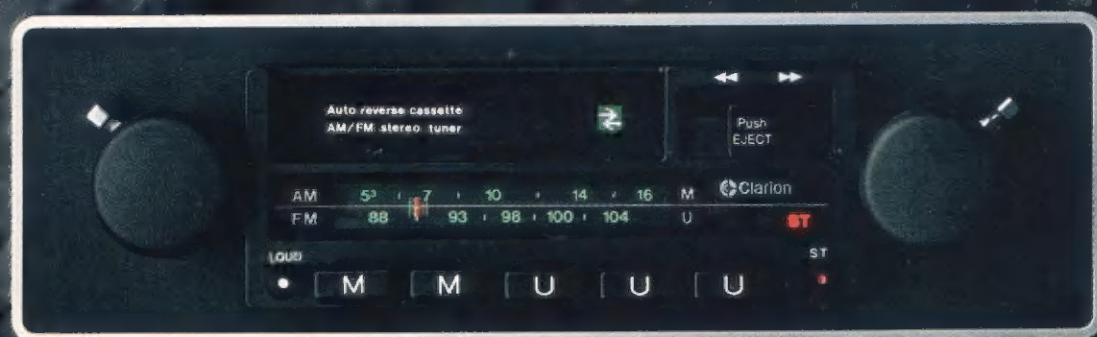 Auto reverse cassette
AM/FM stereo tuner
Push
EJECT
AM 5³ 7 10 14 16 M
Clarion
FM 88 93 98 100 104 U
ST
LOUD
ST
M M U U U